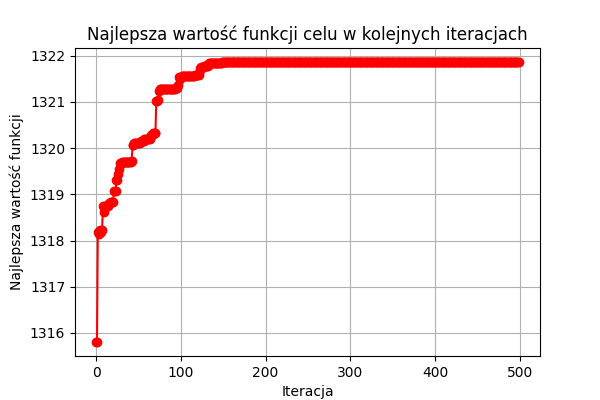 Najlepsza wartość funkcji celu w kolejnych iteracjach
1322
1321
1320
1319
1318
1317
1316
Najlepsza wartość funkcji
0 100 200 300 400 500
Iteracja